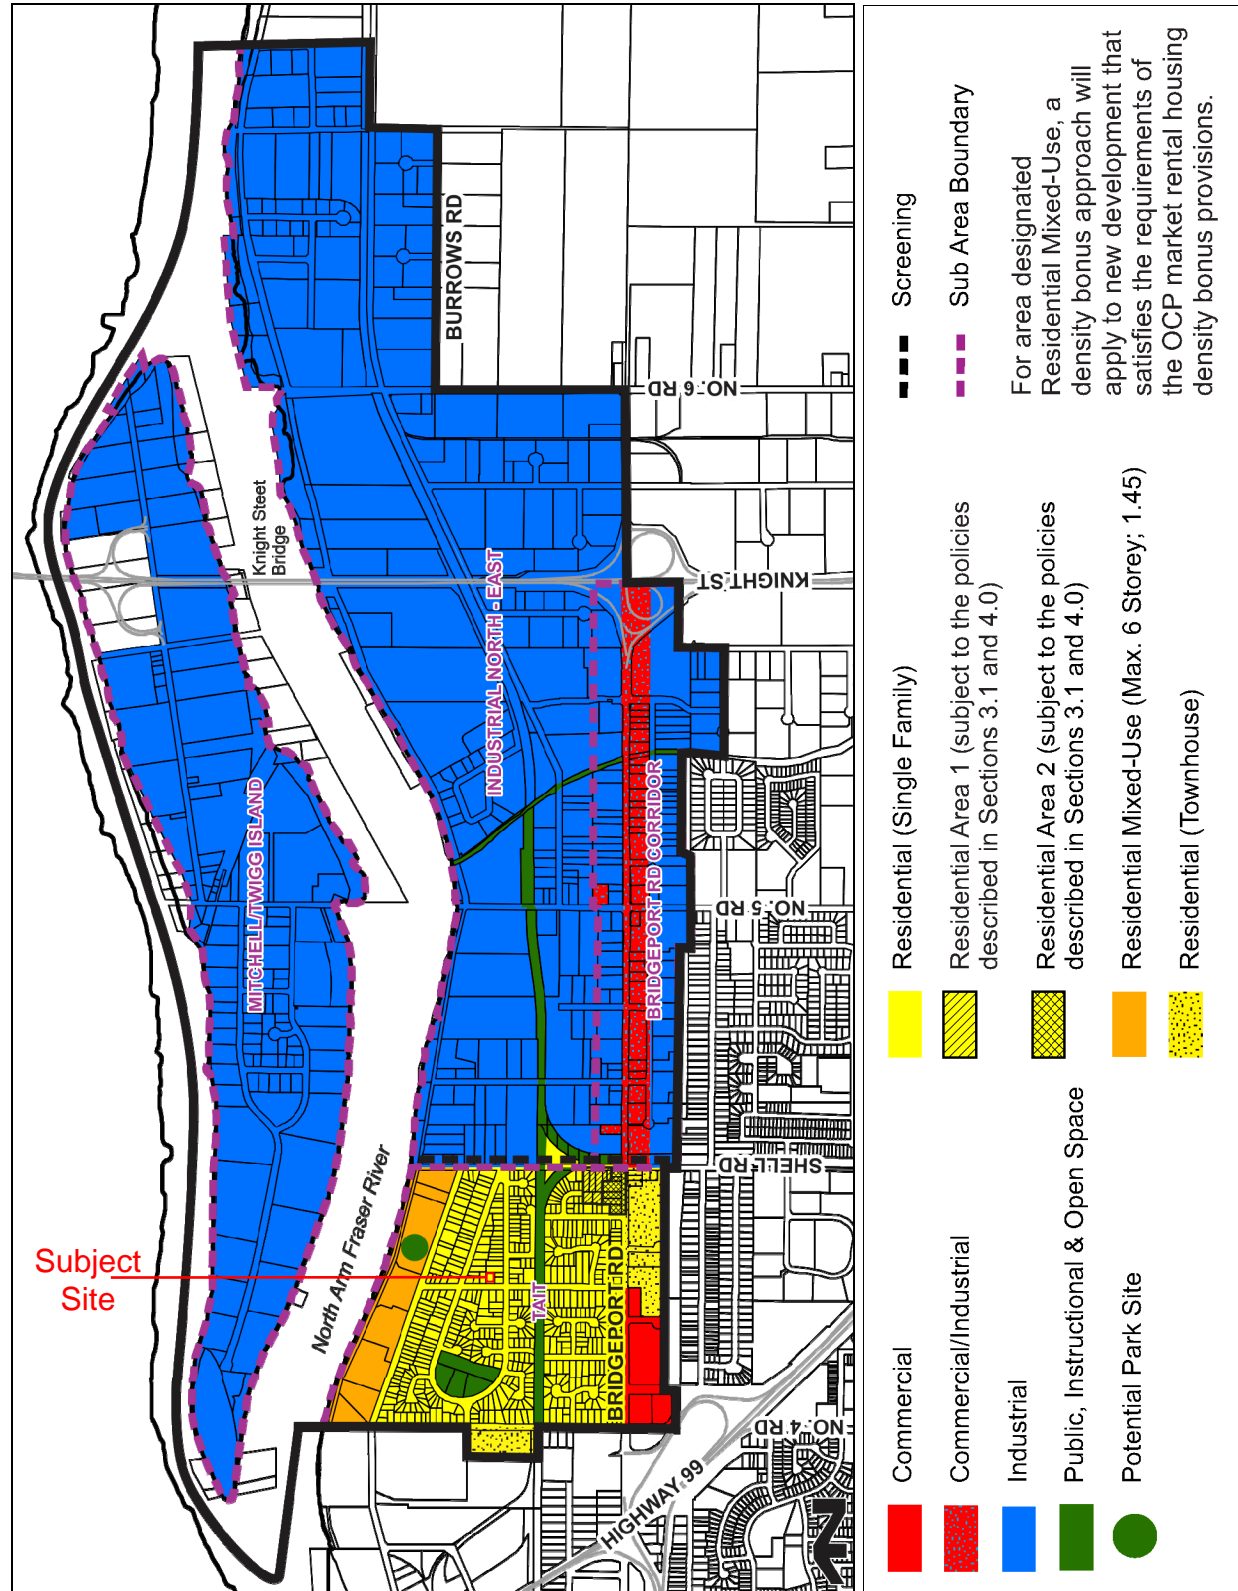 Subject
Site
MITCHELL/TWIGG ISLAND
North Arm Fraser River
Knight Steet
Bridge
INDUSTRIAL NORTH - EAST
BURROWS RD
NO. 6 RD
KNIGHT ST
BRIDGEPORT RD CORRIDOR
NO. 5 RD
SHELL RD
TAIT
BRIDGEPORT RD
NO. 4 RD
HIGHWAY 99
N
Commercial
Commercial/Industrial
Industrial
Public, Instructional & Open Space
Potential Park Site
Residential (Single Family)
Residential Area 1 (subject to the policies
described in Sections 3.1 and 4.0)
Residential Area 2 (subject to the policies
described in Sections 3.1 and 4.0)
Residential Mixed-Use (Max. 6 Storey; 1.45)
Residential (Townhouse)
Screening
Sub Area Boundary
For area designated
Residential Mixed-Use, a
density bonus approach will
apply to new development that
satisfies the requirements of
the OCP market rental housing
density bonus provisions.